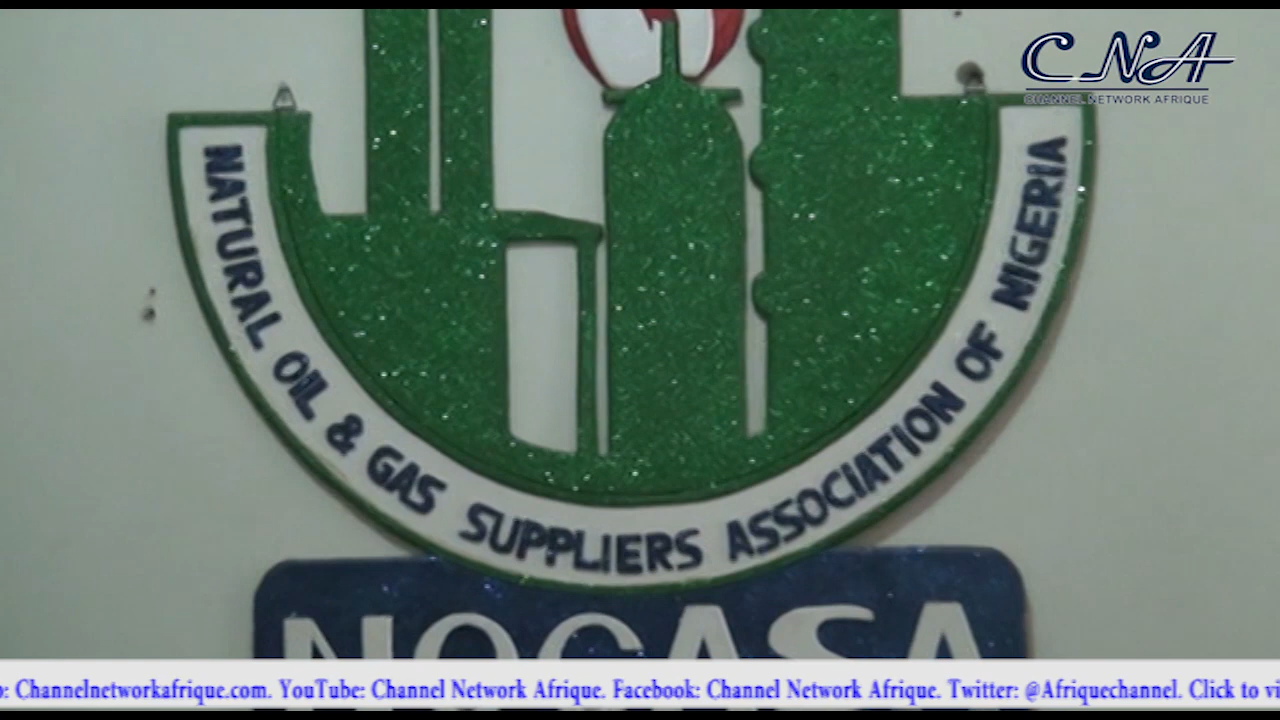 CNA
CHANNEL NETWORK AFRIQUE
NATURAL OIL & GAS SUPPLIERS ASSOCIATION OF NIGERIA
NOGASA
Channelnetworkafrique.com. YouTube: Channel Network Afrique. Facebook: Channel Network Afrique. Twitter: @Afriquechannel. Click to